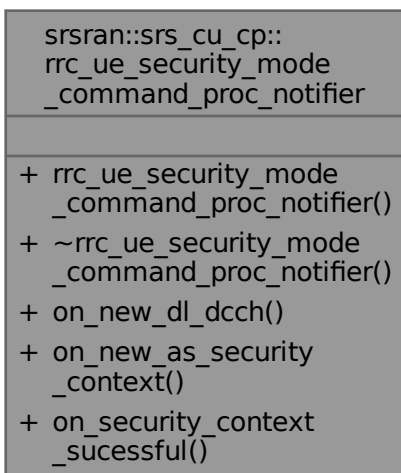 srsran::srs_cu_cp::
rrc_ue_security_mode
_command_proc_notifier
+ rrc_ue_security_mode
_command_proc_notifier()
+ ~rrc_ue_security_mode
_command_proc_notifier()
+ on_new_dl_dcch()
+ on_new_as_security
_context()
+ on_security_context
_sucessful()